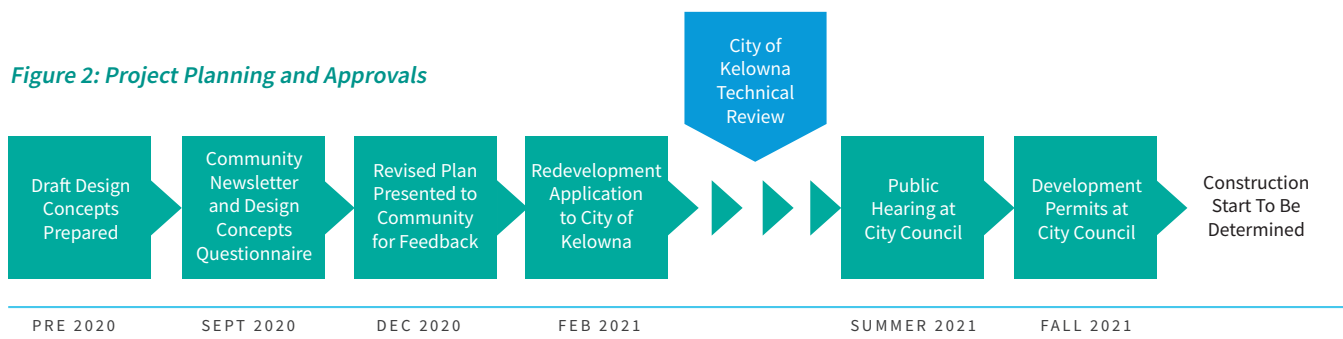 Figure 2: Project Planning and Approvals
City of
Kelowna
Technical
Review
Draft Design
Concepts
Prepared
Community
Newsletter
and Design
Concepts
Questionnaire
Revised Plan
Presented to
Community
for Feedback
Redevelopment
Application
to City of
Kelowna
Public
Hearing at
City Council
Development
Permits at
City Council
Construction
Start To Be
Determined
PRE 2020
SEPT 2020
DEC 2020
FEB 2021
SUMMER 2021
FALL 2021